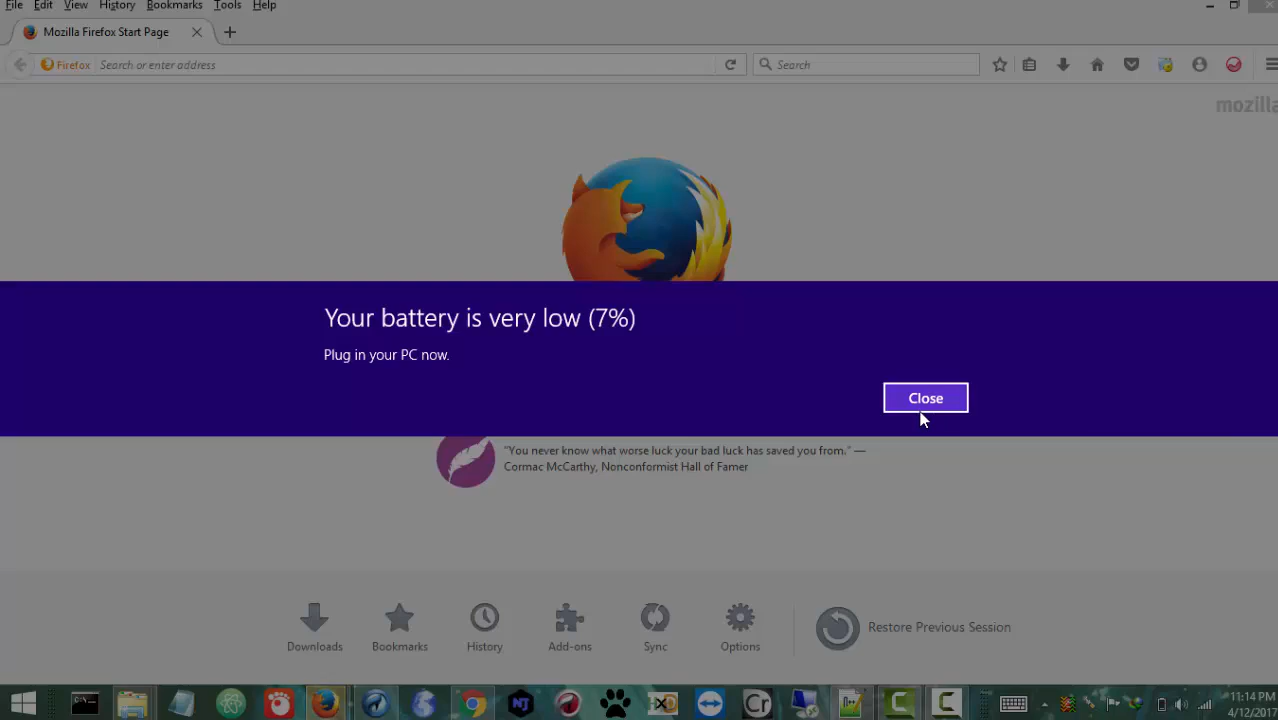 File Edit View History Bookmarks Tools Help
Mozilla Firefox Start Page
Firefox Search or enter address
Search
mozilla
Your battery is very low (7%)
Plug in your PC now.
Close
"You never know what worse luck your bad luck has saved you from." —
Cormac McCarthy, Nonconformist Hall of Famer
Downloads Bookmarks History Add-ons Sync Options
Restore Previous Session
NT
XD
Cr
C
C
11:14 PM
4/12/2017